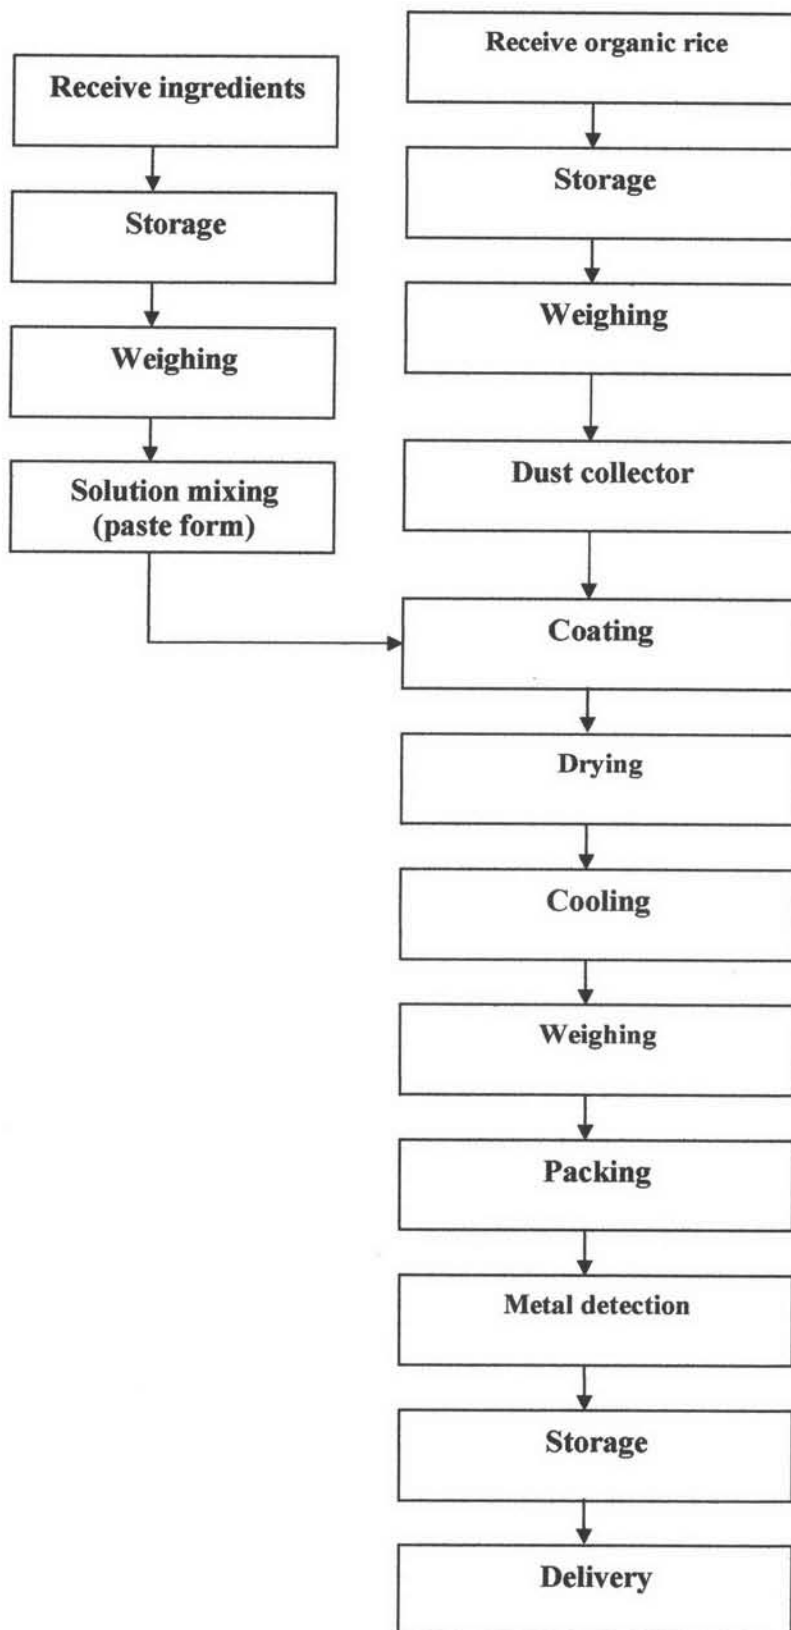 Receive ingredients
Storage
Weighing
Solution mixing
(paste form)
Receive organic rice
Storage
Weighing
Dust collector
Coating
Drying
Cooling
Weighing
Packing
Metal detection
Storage
Delivery